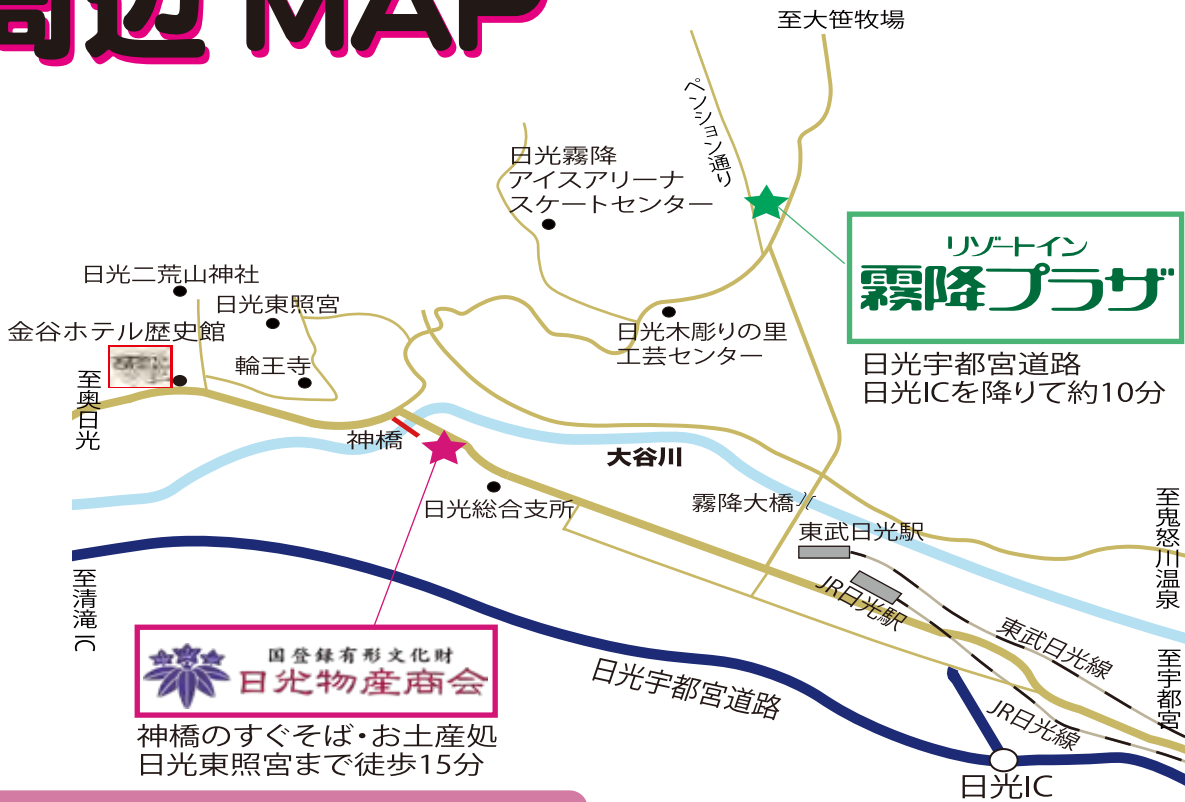 周辺 MAP
至大笹牧場
ペンション通り
日光霧降
アイスアリーナ
スケートセンター
リゾートイン
霧降プラザ
日光宇都宮道路
日光ICを降りて約10分
日光二荒山神社
日光東照宮
金谷ホテル歴史館
輪王寺
至奥日光
日光木彫りの里
工芸センター
神橋
大谷川
日光総合支所
霧降大橋
東武日光駅
JR日光駅
至鬼怒川温泉
至清滝IC
東武日光線
至宇都宮
日光宇都宮道路
JR日光線
国登録有形文化財
日光物産商会
神橋のすぐそば・お土産処
日光東照宮まで徒歩15分
日光IC